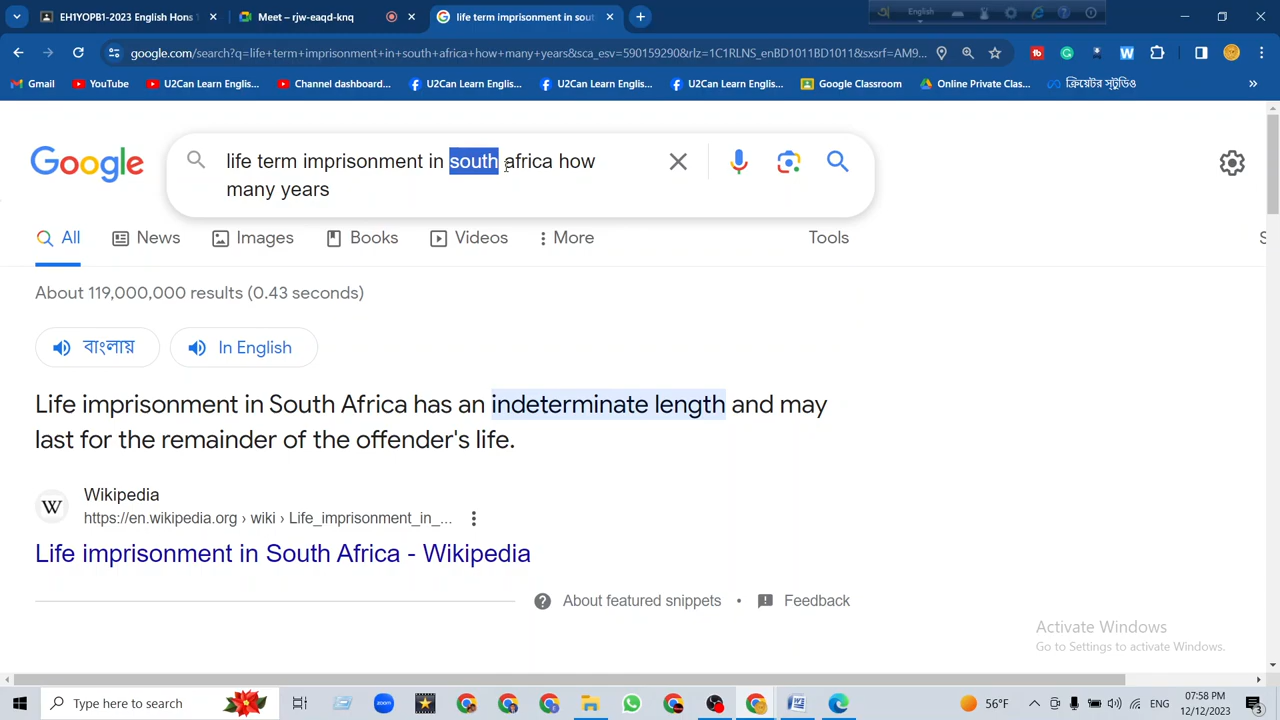 EH1YOPB1-2023 English Hons
Meet – rjw-eaqd-knq
life term imprisonment in sout
English
google.com/search?q=life+term+imprisonment+in+south+africa+how+many+years&sca_esv=590159290&rlz=1C1RLNS_enBD1011BD1011&sxsrf=AM9...
Gmail
YouTube
U2Can Learn Englis...
Channel dashboard...
U2Can Learn Englis...
U2Can Learn Englis...
U2Can Learn Englis...
Google Classroom
Online Private Clas...
ক্রিয়েটর স্টুডিও
Google
life term imprisonment in south africa how
many years
All
News
Images
Books
Videos
More
Tools
About 119,000,000 results (0.43 seconds)
বাংলায়
In English
Life imprisonment in South Africa has an indeterminate length and may
last for the remainder of the offender's life.
W
Wikipedia
https://en.wikipedia.org › wiki › Life_imprisonment_in_...
Life imprisonment in South Africa - Wikipedia
About featured snippets
•
Feedback
Activate Windows
Go to Settings to activate Windows.
Type here to search
zoom
56°F
ENG
07:58 PM
12/12/2023
3